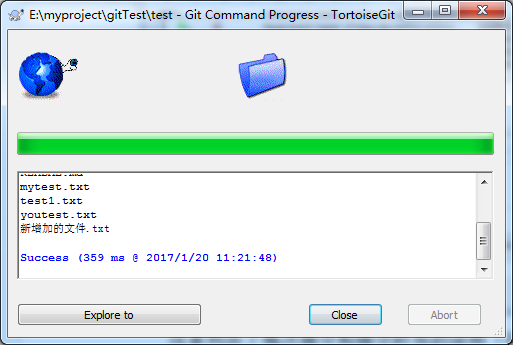 E:\myproject\gitTest\test - Git Command Progress - TortoiseGit
mytest.txt
test1.txt
youtest.txt
新增加的文件.txt
Success (359 ms @ 2017/1/20 11:21:48)
Explore to
Close
Abort